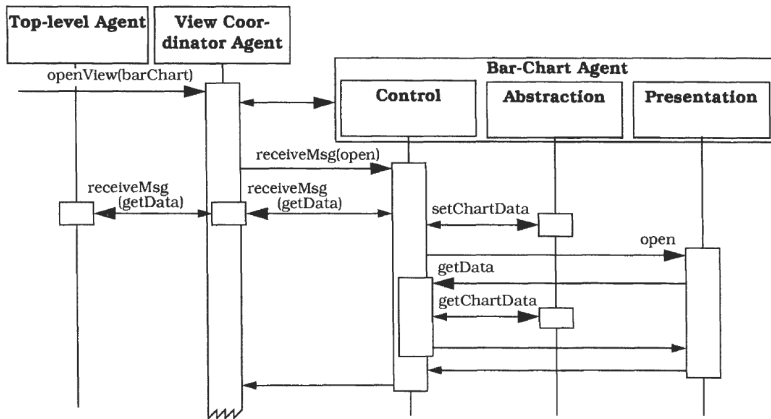 Top-level Agent
View Coor-
dinator Agent
openView(barChart)
Bar-Chart Agent
Control
Abstraction
Presentation
receiveMsg(open)
receiveMsg
(getData)
receiveMsg
(getData)
setChartData
open
getData
getChartData